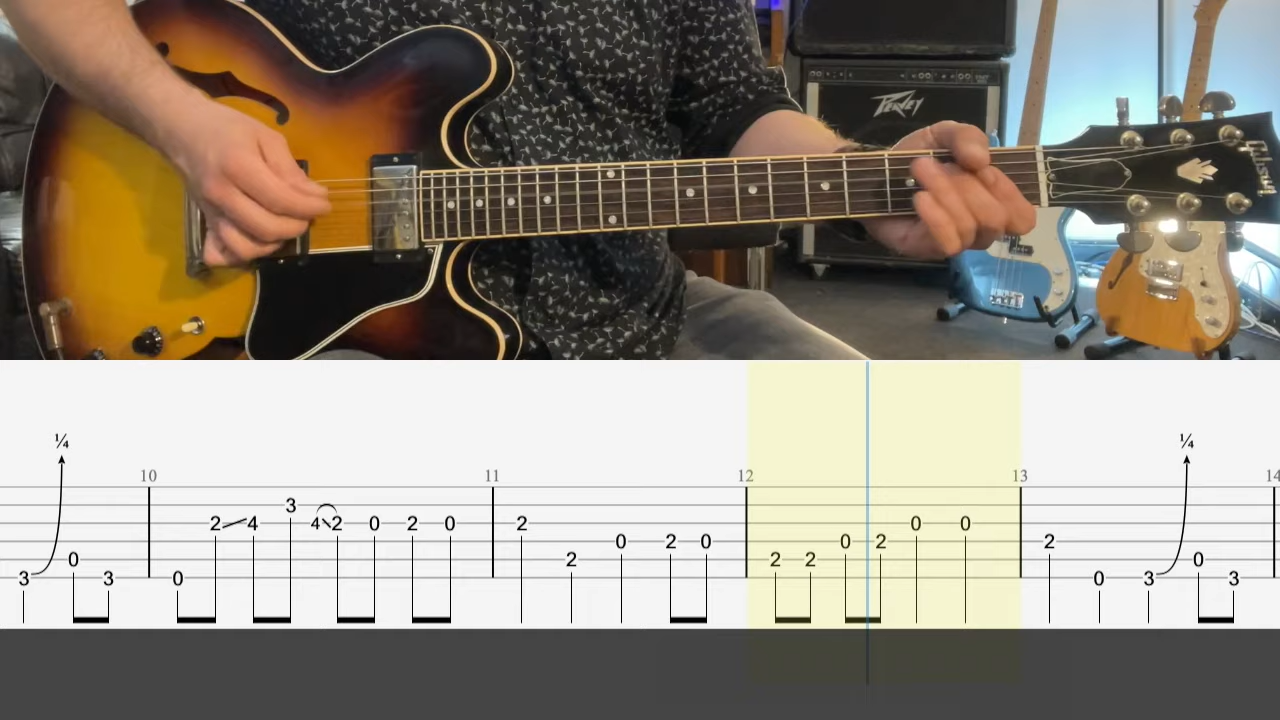 PEAVEY
Gibson
¼ ¼
10 11 12 13 14
3
2 4 4 2 0 2 0 2 0 0
0 2 0 2 0 2
0 2 2 2 0
3 3 0 0 3 3